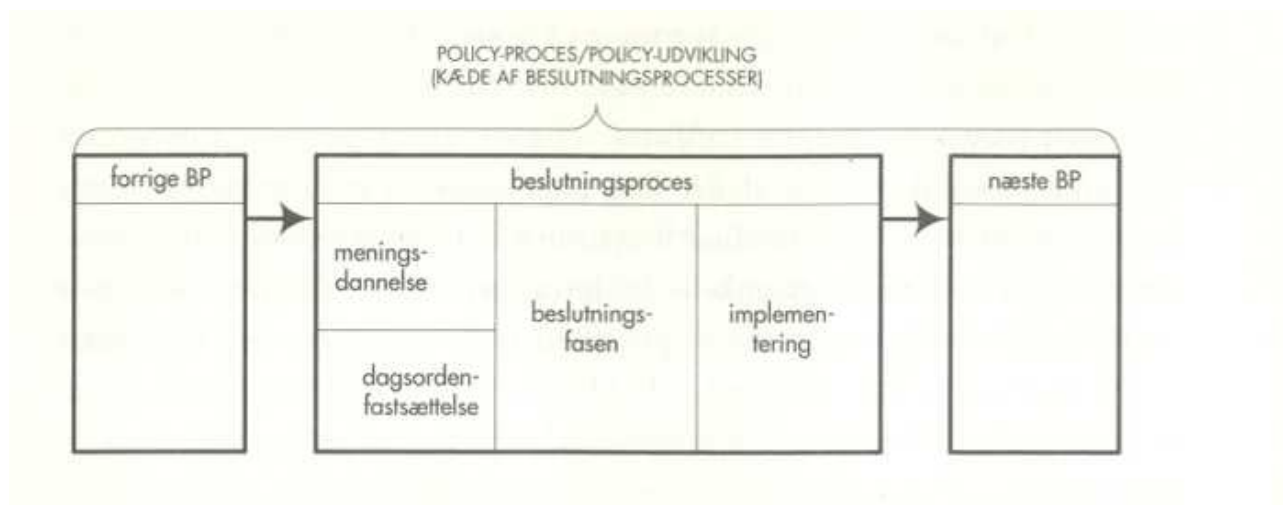 POLICY-PROCES/POLICY-UDVIKLING
(KÆDE AF BESLUTNINGSPROCESSER)
forrige BP
beslutningsproces
næste BP
menings-
dannelse
dagsorden-
fastsættelse
beslutnings-
fasen
implemen-
tering